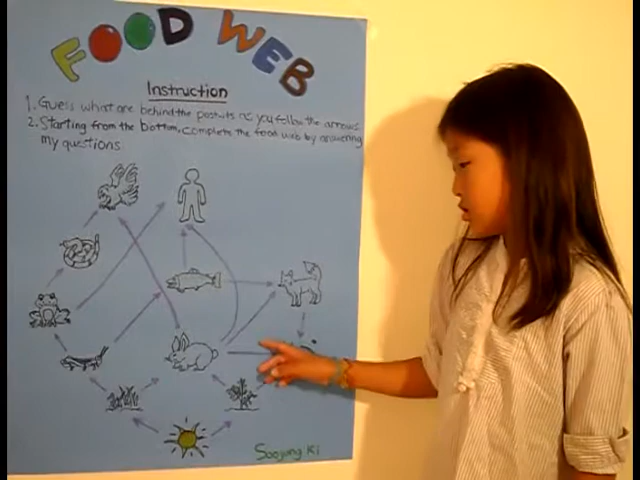 FOOD WEB
Instruction
1. Guess what are behind the postits as you follow the arrows.
2. Starting from the bottom, complete the food web by answering
my questions
Soojung Ki